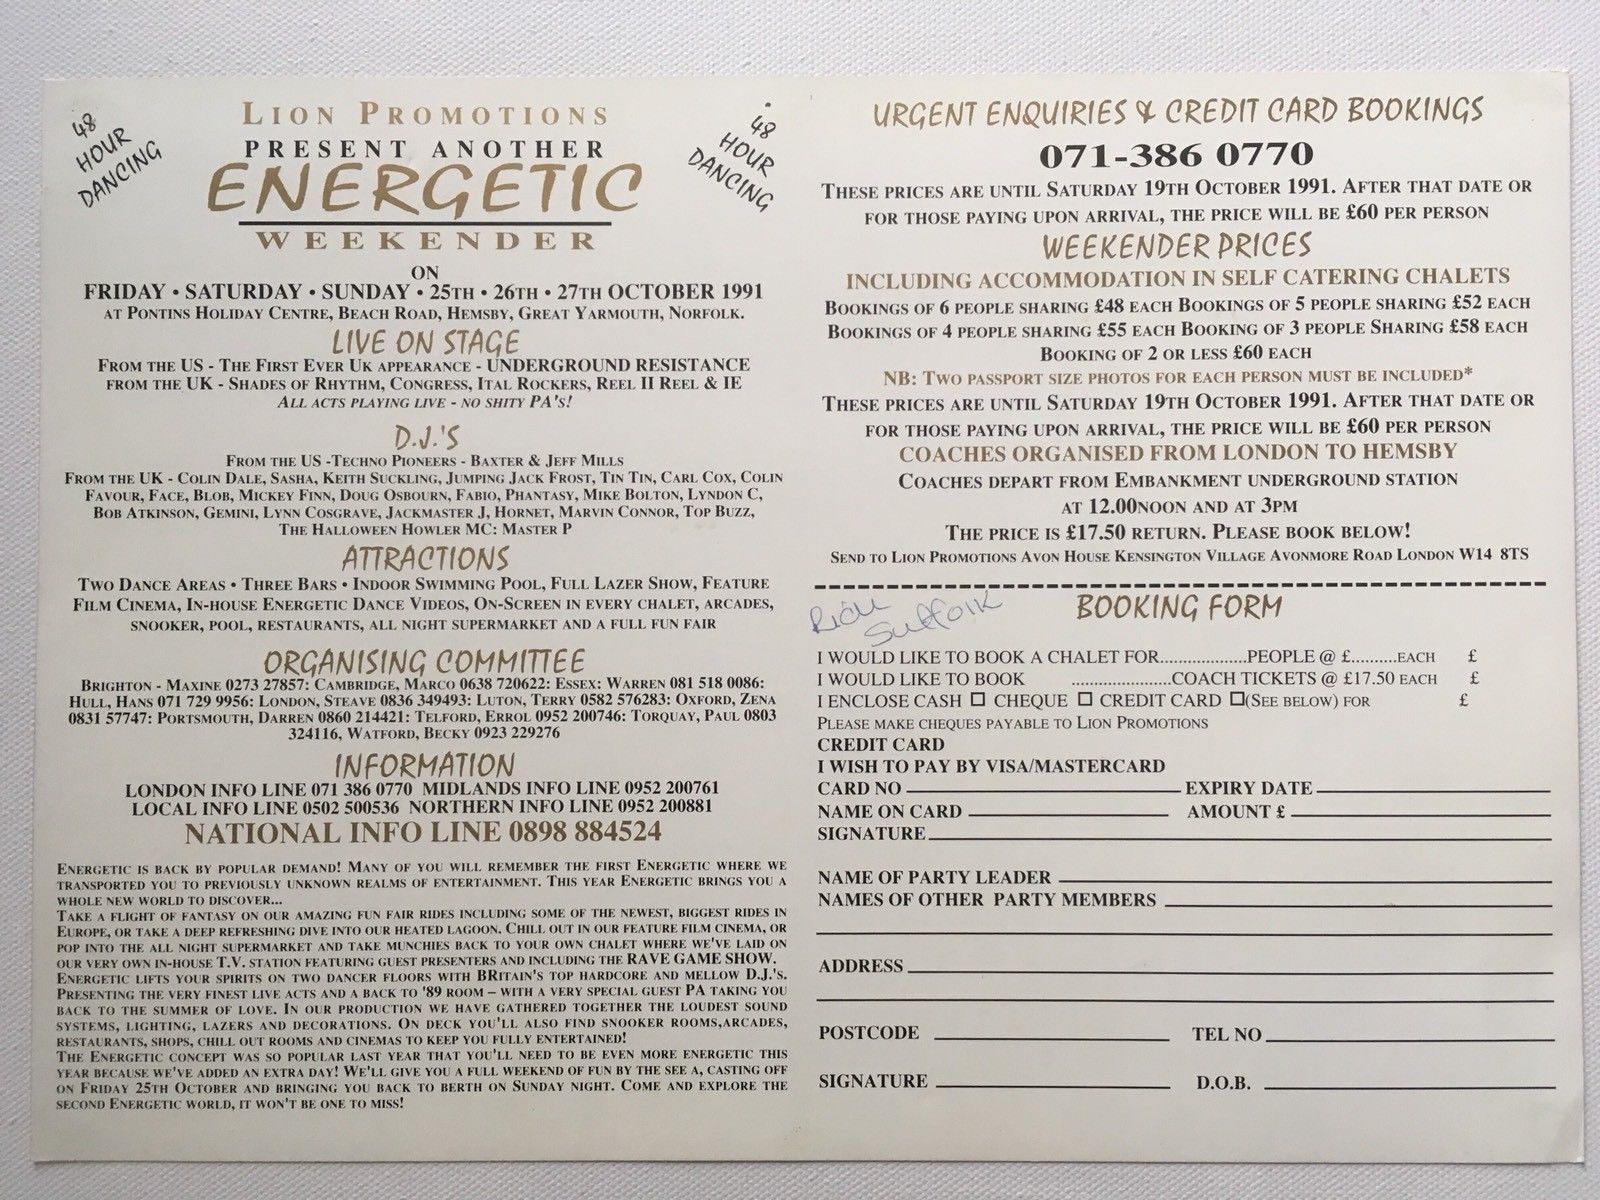 48
HOUR
DANCING
LION PROMOTIONS
PRESENT ANOTHER
ENERGETIC
WEEKENDER
48
HOUR
DANCING
ON
FRIDAY • SATURDAY • SUNDAY • 25TH • 26TH • 27TH OCTOBER 1991
AT PONTINS HOLIDAY CENTRE, BEACH ROAD, HEMSBY, GREAT YARMOUTH, NORFOLK.
LIVE ON STAGE
FROM THE US - THE FIRST EVER UK APPEARANCE - UNDERGROUND RESISTANCE
FROM THE UK - SHADES OF RHYTHM, CONGRESS, ITAL ROCKERS, REEL II REEL & IE
ALL ACTS PLAYING LIVE - NO SHITY PA'S!
D.J.'S
FROM THE US -TECHNO PIONEERS - BAXTER & JEFF MILLS
FROM THE UK - COLIN DALE, SASHA, KEITH SUCKLING, JUMPING JACK FROST, TIN TIN, CARL COX, COLIN
FAVOUR, FACE, BLOB, MICKEY FINN, DOUG OSBOURN, FABIO, PHANTASY, MIKE BOLTON, LYNDON C,
BOB ATKINSON, GEMINI, LYNN COSGRAVE, JACKMASTER J, HORNET, MARVIN CONNOR, TOP BUZZ,
THE HALLOWEEN HOWLER MC: MASTER P
ATTRACTIONS
TWO DANCE AREAS • THREE BARS • INDOOR SWIMMING POOL, FULL LAZER SHOW, FEATURE
FILM CINEMA, IN-HOUSE ENERGETIC DANCE VIDEOS, ON-SCREEN IN EVERY CHALET, ARCADES,
SNOOKER, POOL, RESTAURANTS, ALL NIGHT SUPERMARKET AND A FULL FUN FAIR
ORGANISING COMMITTEE
BRIGHTON - MAXINE 0273 27857: CAMBRIDGE, MARCO 0638 720622: ESSEX: WARREN 081 518 0086:
HULL, HANS 071 729 9956: LONDON, STEAVE 0836 349493: LUTON, TERRY 0582 576283: OXFORD, ZENA
0831 57747: PORTSMOUTH, DARREN 0860 214421: TELFORD, ERROL 0952 200746: TORQUAY, PAUL 0803
324116, WATFORD, BECKY 0923 229276
INFORMATION
LONDON INFO LINE 071 386 0770 MIDLANDS INFO LINE 0952 200761
LOCAL INFO LINE 0502 500536 NORTHERN INFO LINE 0952 200881
NATIONAL INFO LINE 0898 884524
ENERGETIC IS BACK BY POPULAR DEMAND! MANY OF YOU WILL REMEMBER THE FIRST ENERGETIC WHERE WE
TRANSPORTED YOU TO PREVIOUSLY UNKNOWN REALMS OF ENTERTAINMENT. THIS YEAR ENERGETIC BRINGS YOU A
WHOLE NEW WORLD TO DISCOVER...
TAKE A FLIGHT OF FANTASY ON OUR AMAZING FUN FAIR RIDES INCLUDING SOME OF THE NEWEST, BIGGEST RIDES IN
EUROPE, OR TAKE A DEEP REFRESHING DIVE INTO OUR HEATED LAGOON. CHILL OUT IN OUR FEATURE FILM CINEMA, OR
POP INTO THE ALL NIGHT SUPERMARKET AND TAKE MUNCHIES BACK TO YOUR OWN CHALET WHERE WE'VE LAID ON
OUR VERY OWN IN-HOUSE T.V. STATION FEATURING GUEST PRESENTERS AND INCLUDING THE RAVE GAME SHOW.
ENERGETIC LIFTS YOUR SPIRITS ON TWO DANCER FLOORS WITH BRITAIN'S TOP HARDCORE AND MELLOW D.J.'S.
PRESENTING THE VERY FINEST LIVE ACTS AND A BACK TO '89 ROOM – WITH A VERY SPECIAL GUEST PA TAKING YOU
BACK TO THE SUMMER OF LOVE. IN OUR PRODUCTION WE HAVE GATHERED TOGETHER THE LOUDEST SOUND
SYSTEMS, LIGHTING, LAZERS AND DECORATIONS. ON DECK YOU'LL ALSO FIND SNOOKER ROOMS,ARCADES,
RESTAURANTS, SHOPS, CHILL OUT ROOMS AND CINEMAS TO KEEP YOU FULLY ENTERTAINED!
THE ENERGETIC CONCEPT WAS SO POPULAR LAST YEAR THAT YOU'LL NEED TO BE EVEN MORE ENERGETIC THIS
YEAR BECAUSE WE'VE ADDED AN EXTRA DAY! WE'LL GIVE YOU A FULL WEEKEND OF FUN BY THE SEE A, CASTING OFF
ON FRIDAY 25TH OCTOBER AND BRINGING YOU BACK TO BERTH ON SUNDAY NIGHT. COME AND EXPLORE THE
SECOND ENERGETIC WORLD, IT WON'T BE ONE TO MISS!
URGENT ENQUIRIES & CREDIT CARD BOOKINGS
071-386 0770
THESE PRICES ARE UNTIL SATURDAY 19TH OCTOBER 1991. AFTER THAT DATE OR
FOR THOSE PAYING UPON ARRIVAL, THE PRICE WILL BE £60 PER PERSON
WEEKENDER PRICES
INCLUDING ACCOMMODATION IN SELF CATERING CHALETS
BOOKINGS OF 6 PEOPLE SHARING £48 EACH BOOKINGS OF 5 PEOPLE SHARING £52 EACH
BOOKINGS OF 4 PEOPLE SHARING £55 EACH BOOKING OF 3 PEOPLE SHARING £58 EACH
BOOKING OF 2 OR LESS £60 EACH
NB: TWO PASSPORT SIZE PHOTOS FOR EACH PERSON MUST BE INCLUDED*
THESE PRICES ARE UNTIL SATURDAY 19TH OCTOBER 1991. AFTER THAT DATE OR
FOR THOSE PAYING UPON ARRIVAL, THE PRICE WILL BE £60 PER PERSON
COACHES ORGANISED FROM LONDON TO HEMSBY
COACHES DEPART FROM EMBANKMENT UNDERGROUND STATION
AT 12.00NOON AND AT 3PM
THE PRICE IS £17.50 RETURN. PLEASE BOOK BELOW!
SEND TO LION PROMOTIONS AVON HOUSE KENSINGTON VILLAGE AVONMORE ROAD LONDON W14 8TS
Suffolk
BOOKING FORM
I WOULD LIKE TO BOOK A CHALET FOR...................PEOPLE @ £..........EACH £
I WOULD LIKE TO BOOK ......................COACH TICKETS @ £17.50 EACH £
I ENCLOSE CASH ☐ CHEQUE ☐ CREDIT CARD ☐(SEE BELOW) FOR £
PLEASE MAKE CHEQUES PAYABLE TO LION PROMOTIONS
CREDIT CARD
I WISH TO PAY BY VISA/MASTERCARD
CARD NO EXPIRY DATE
NAME ON CARD AMOUNT £
SIGNATURE
NAME OF PARTY LEADER
NAMES OF OTHER PARTY MEMBERS
ADDRESS
POSTCODE TEL NO
SIGNATURE D.O.B.